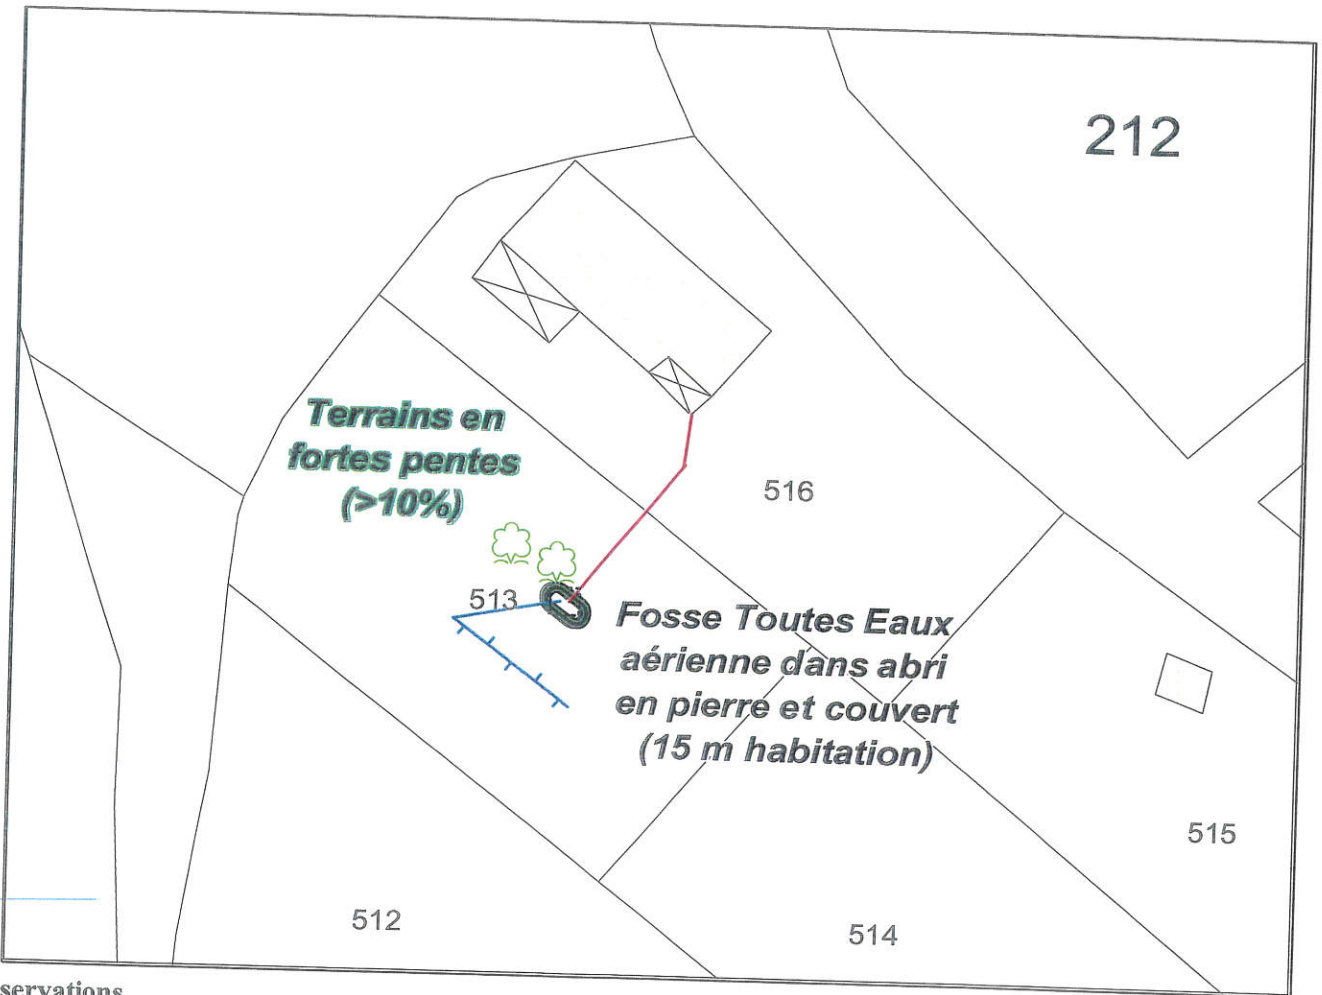 212
Terrains en
fortes pentes
(>10%)
516
513
Fosse Toutes Eaux
aérienne dans abri
en pierre et couvert
(15 m habitation)
515
512
514
servations